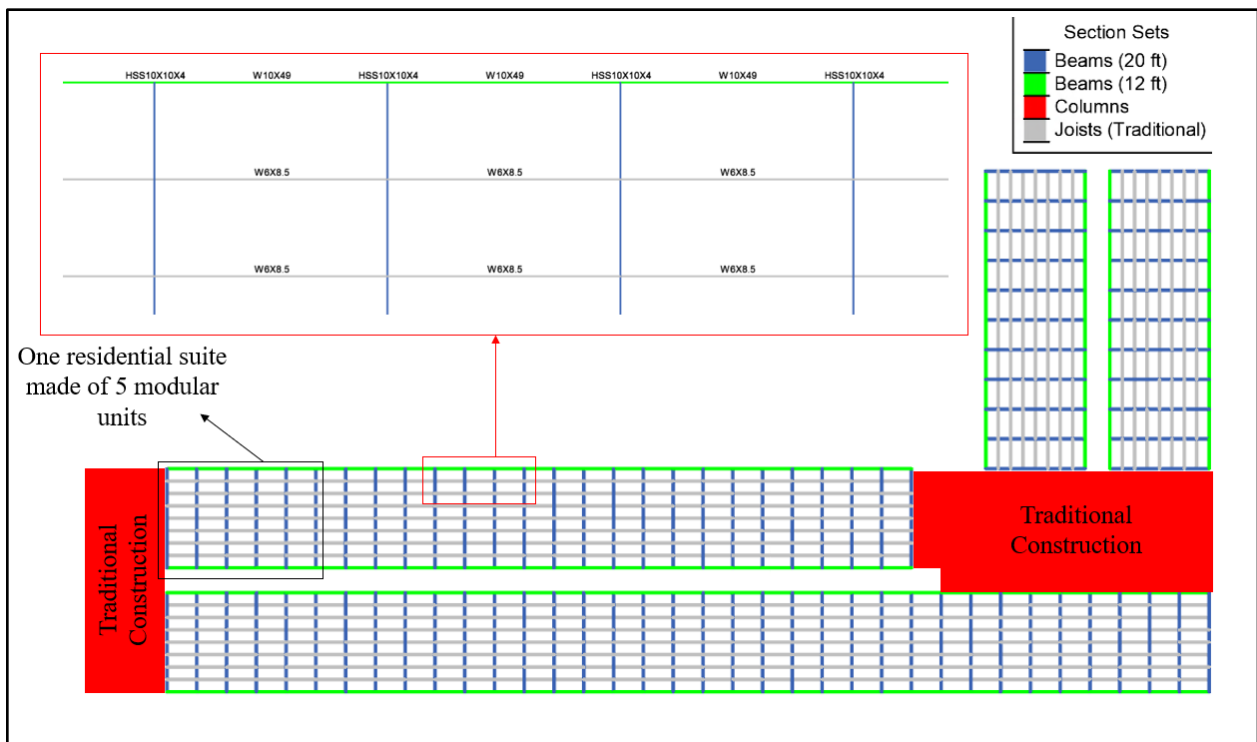 HSS10X10X4 W10X49 HSS10X10X4 W10X49 HSS10X10X4 W10X49 HSS10X10X4
W6X8.5 W6X8.5 W6X8.5
W6X8.5 W6X8.5 W6X8.5
Section Sets
Beams (20 ft)
Beams (12 ft)
Columns
Joists (Traditional)
One residential suite
made of 5 modular
units
Traditional
Construction
Traditional
Construction